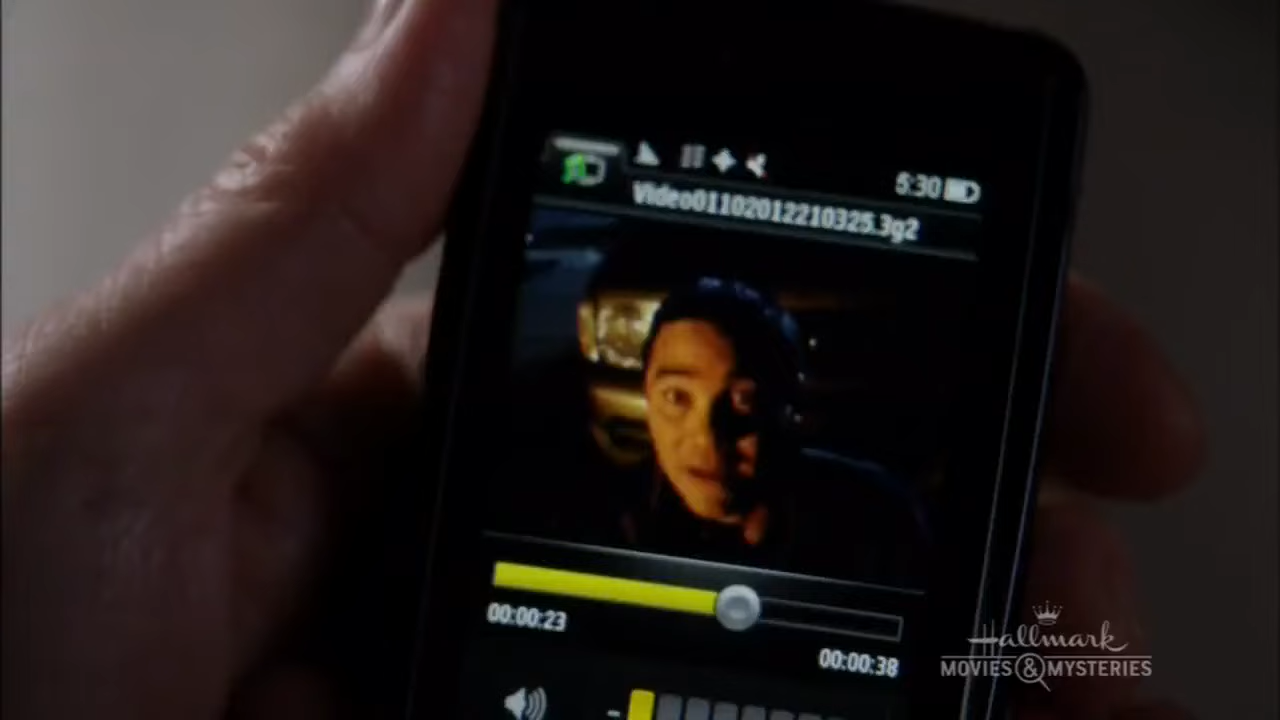 5:30
Video01102012210325.3g2
00:00:23
00:00:38
Hallmark
MOVIES & MYSTERIES